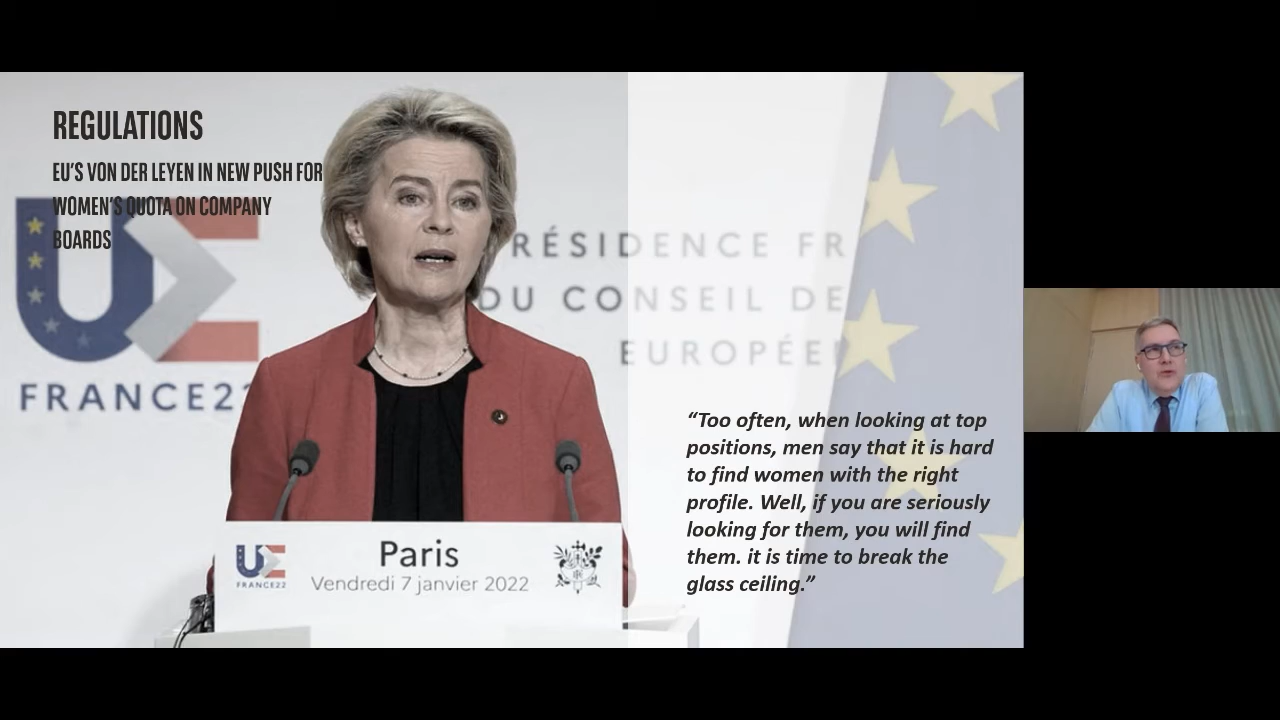 REGULATIONS
EU'S VON DER LEYEN IN NEW PUSH FOR
WOMEN'S QUOTA ON COMPANY
BOARDS
UE
FRANCE22
RÉSIDENCE FR
DU CONSEIL DE
EUROPÉE
“Too often, when looking at top
positions, men say that it is hard
to find women with the right
profile. Well, if you are seriously
looking for them, you will find
them. it is time to break the
glass ceiling.”
UE
FRANCE22
Paris
Vendredi 7 janvier 2022